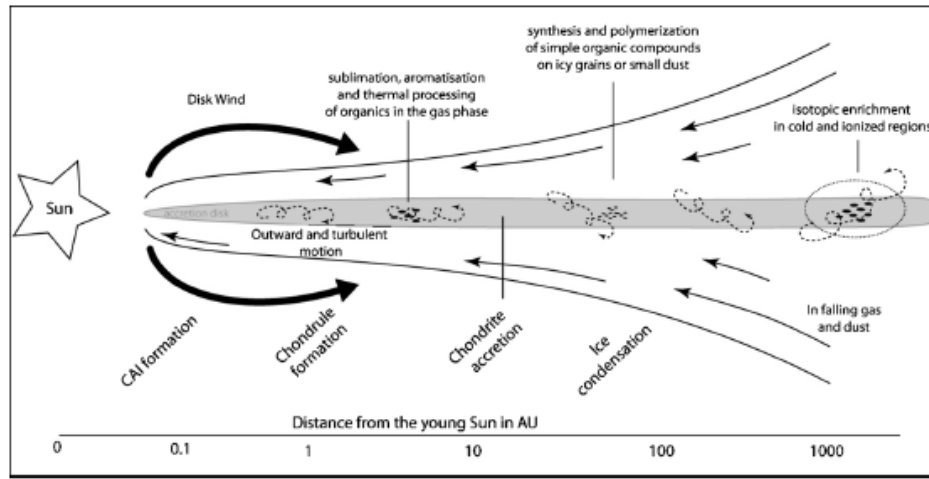 synthesis and polymerization
of simple organic compounds
on icy grains or small dust
sublimation, aromatisation
and thermal processing
of organics in the gas phase
Disk Wind
isotopic enrichment
in cold and ionized regions
Sun
accretion disk
Outward and turbulent
motion
In falling gas
and dust
CAI formation
Chondrule
formation
Chondrite
accretion
Ice
condensation
Distance from the young Sun in AU
0 0.1 1 10 100 1000